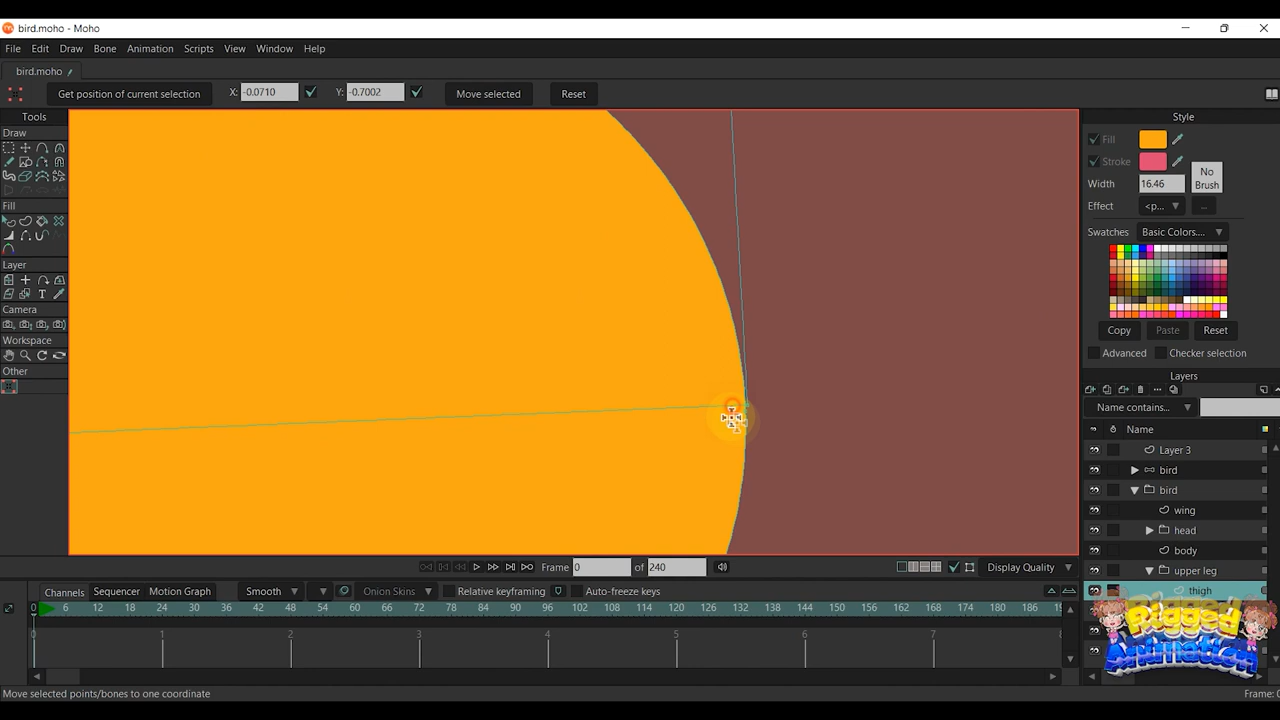 bird.moho - Moho
File Edit Draw Bone Animation Scripts View Window Help
bird.moho
Get position of current selection X: -0.0710 Y: -0.7002 Move selected Reset
Tools
Draw
Fill
Layer
Camera
Workspace
Other
Style
Fill
Stroke
No Brush
Width 16.46
Effect <p... ...
Swatches Basic Colors....
Copy Paste Reset
Advanced Checker selection
Layers
Name contains...
Name
Layer 3
bird
bird
wing
head
body
upper leg
thigh
Rigged
Animation
Frame 0 of 240 Display Quality
Channels Sequencer Motion Graph Smooth Onion Skins Relative keyframing Auto-freeze keys
0 6 12 18 24 30 36 42 48 54 60 66 72 78 84 90 96 102 108 114 120 126 132 138 144 150 156 162 168 174 180 186 19
0 1 2 3 4 5 6 7 8
Move selected points/bones to one coordinate
Frame: 0